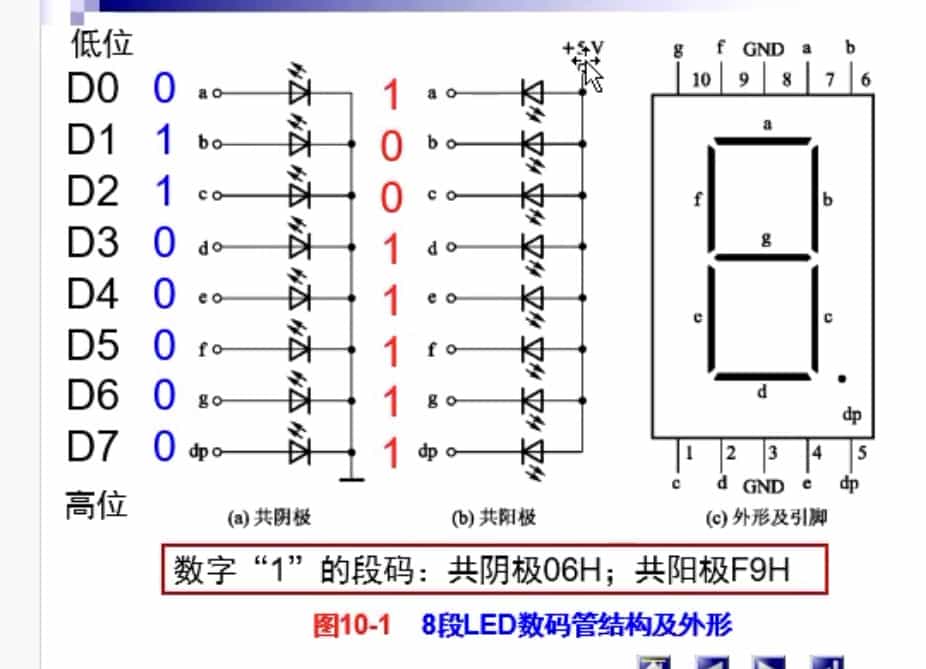 低位
D0 0 a 1 a +5V
D1 1 b 0 b
D2 1 c 0 c
D3 0 d 1 d
D4 0 e 1 e
D5 0 f 1 f
D6 0 g 1 g
D7 0 dp 1 dp
高位
g f GND a b
10 9 8 7 6
a
f b
g
e c
d
dp
1 2 3 4 5
c d GND e dp
(a) 共阴极 (b) 共阳极 (c) 外形及引脚
数字“1”的段码：共阴极06H；共阳极F9H
图10-1 8段LED数码管结构及外形